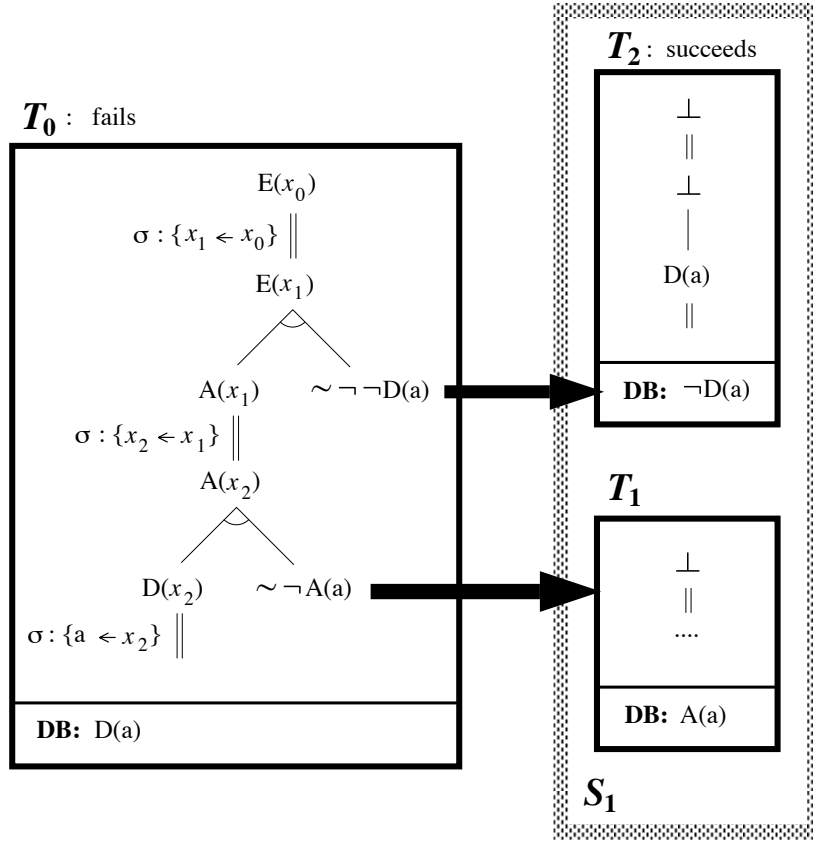 T0 : fails
E(x0)
σ : {x1 ← x0}
E(x1)
A(x1) ∼ ¬ ¬D(a)
σ : {x2 ← x1}
A(x2)
D(x2) ∼ ¬ A(a)
σ : {a ← x2}
DB: D(a)
T2 : succeeds
⊥
||
⊥
|
D(a)
||
DB: ¬D(a)
T1
⊥
||
....
DB: A(a)
S1